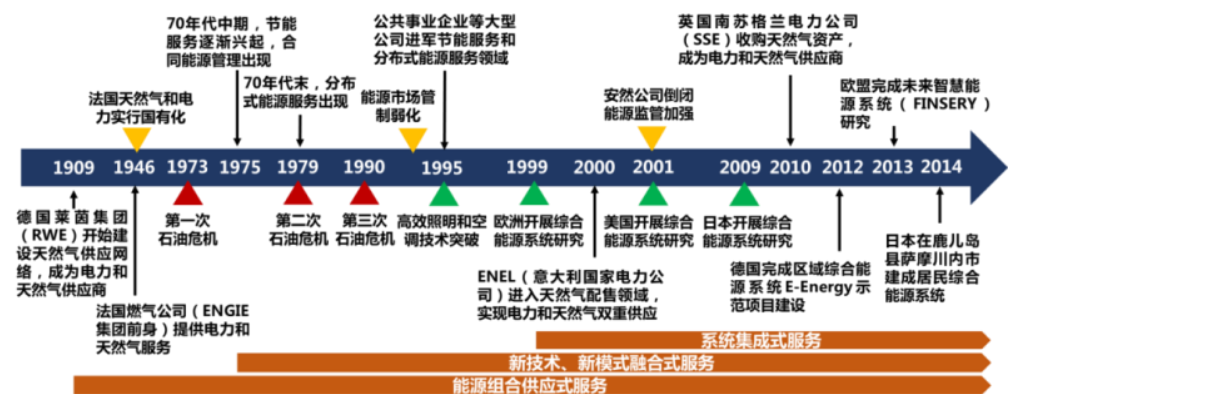 70年代中期，节能
服务逐渐兴起，合
同能源管理出现
公共事业企业等大型
公司进军节能服务和
分布式能源服务领域
英国南苏格兰电力公司
（SSE）收购天然气资产，
成为电力和天然气供应商
法国天然气和电
力实行国有化
70年代末，分布
式能源服务出现
能源市场管
制弱化
安然公司倒闭
能源监管加强
欧盟完成未来智慧能
源系统（FINSERY）
研究
1909 1946 1973 1975 1979 1990 1995 1999 2000 2001 2009 2010 2012 2013 2014
德国莱茵集团
（RWE）开始建
设天然气供应网
络，成为电力和
天然气供应商
第一次
石油危机
第二次
石油危机
第三次
石油危机
高效照明和空
调技术突破
欧洲开展综合
能源系统研究
美国开展综合
能源系统研究
日本开展综合
能源系统研究
法国燃气公司（ENGIE
集团前身）提供电力和
天然气服务
ENEL（意大利国家电力公
司）进入天然气配售领域，
实现电力和天然气双重供应
德国完成区域综合能
源系统E-Energy示
范项目建设
日本在鹿儿岛
县萨摩川内市
建成居民综合
能源系统
系统集成式服务
新技术、新模式融合式服务
能源组合供应式服务